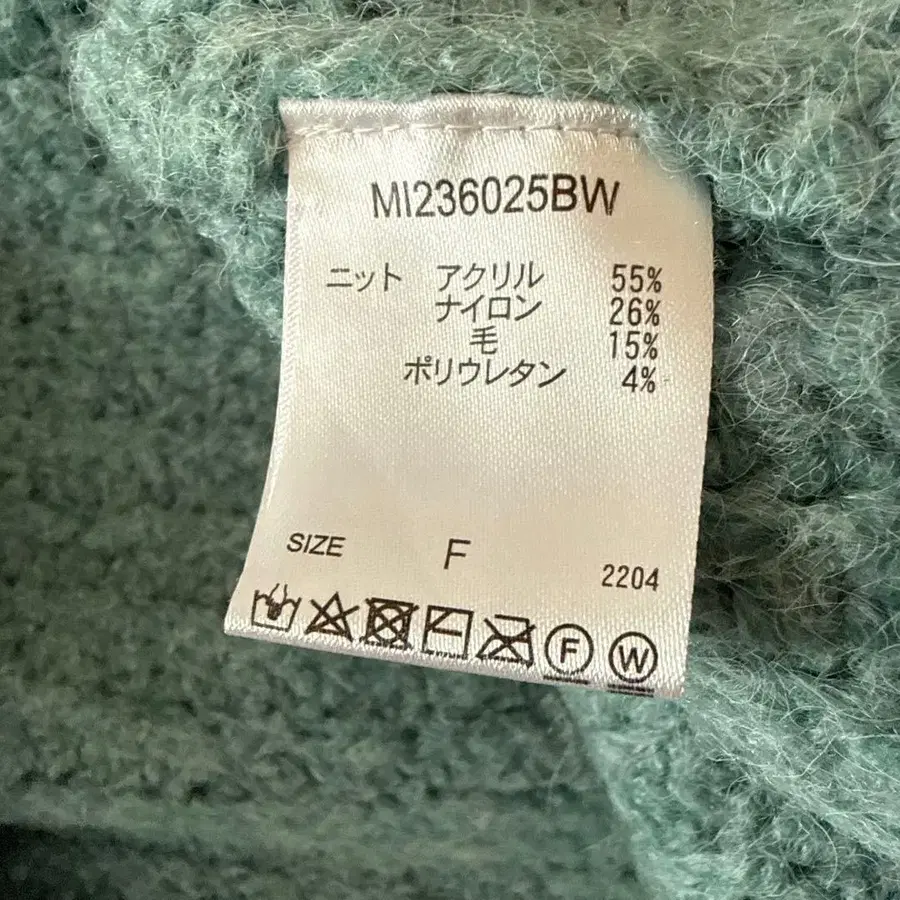 MI236025BW
ニット アクリル 55%
ナイロン 26%
毛 15%
ポリウレタン 4%
SIZE F
2204
F W